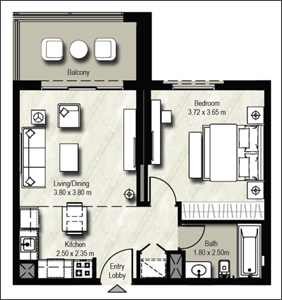 Balcony
Bedroom
3.72 x 3.65 m
Living/Dining
3.80 x 3.80 m
Kitchen
2.50 x 2.35 m
Bath
1.80 x 2.50m
Entry
Lobby